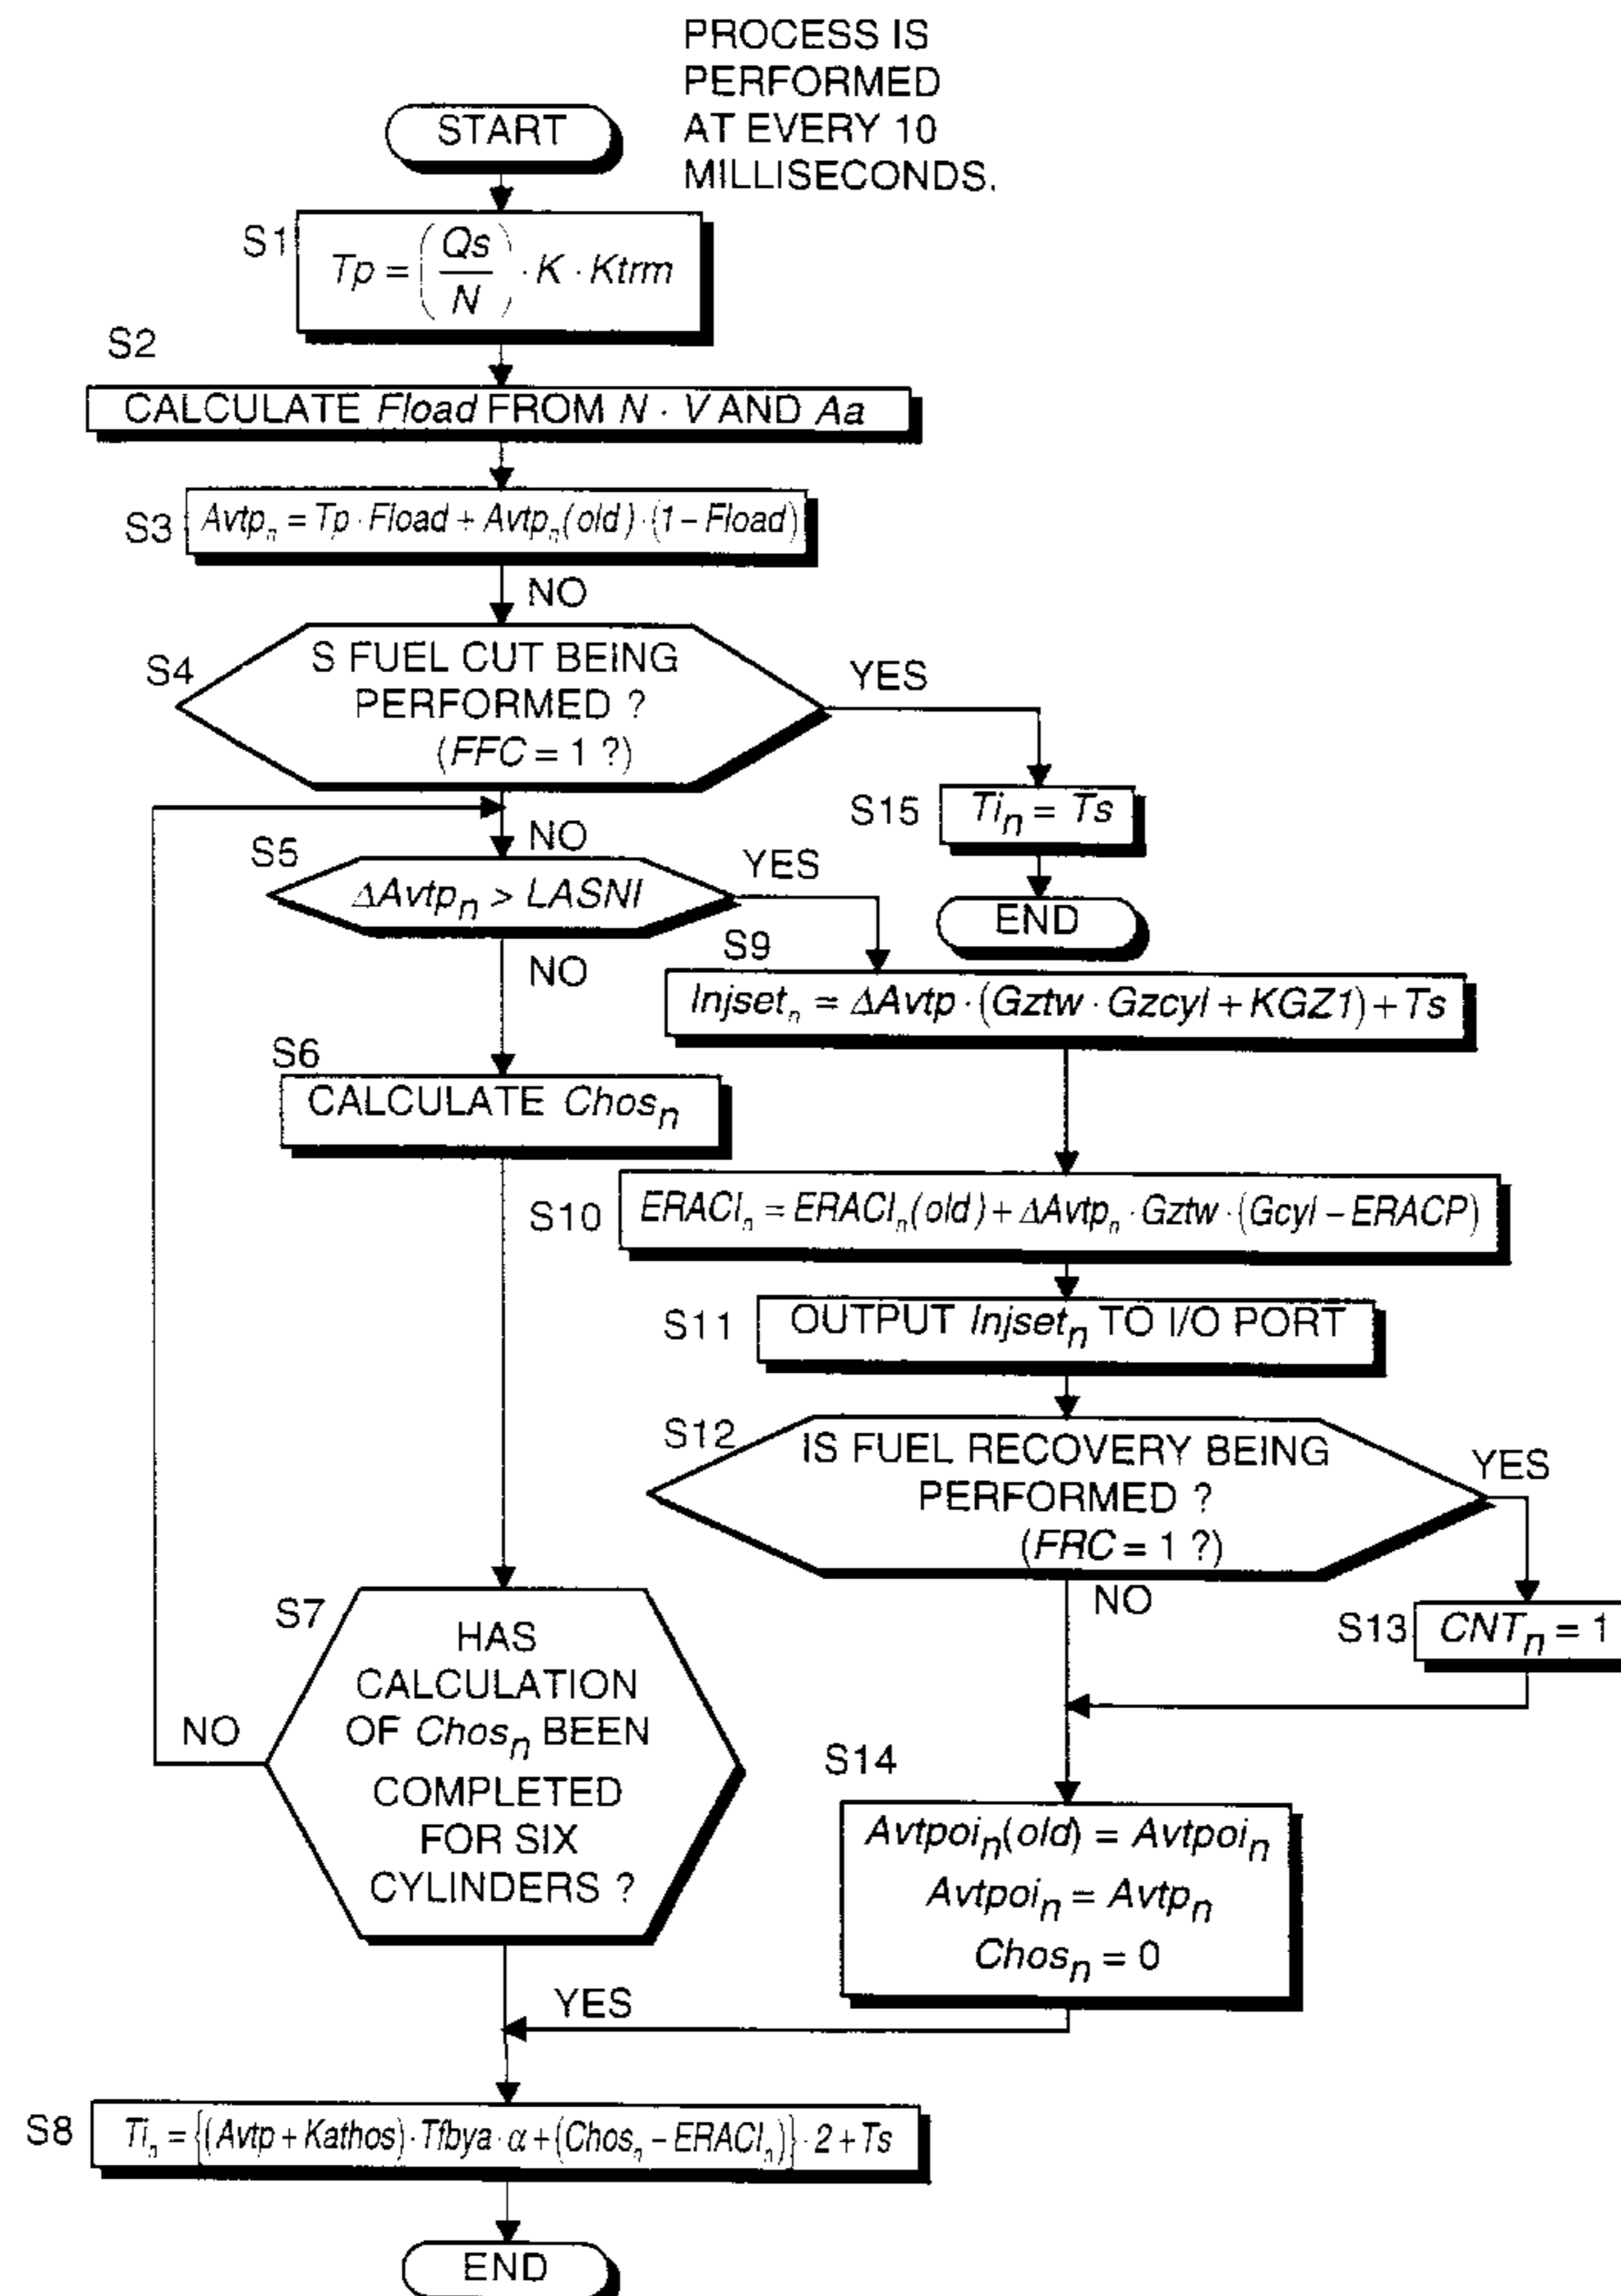 PROCESS IS
PERFORMED
AT EVERY 10
MILLISECONDS.
START
S1
Tp = (Qs/N) · K · Ktrm
S2
CALCULATE Fload FROM N · V AND Aa
S3
Avtpₙ = Tp · Fload + Avtpₙ(old) · (1 – Fload)
NO
S4
S FUEL CUT BEING
PERFORMED ?
(FFC = 1 ?)
YES
S15
Tiₙ = Ts
END
NO
S5
ΔAvtpₙ > LASNI
YES
NO
S9
Injsetₙ = ΔAvtp · (Gztw · Gzcyl + KGZ1) + Ts
S6
CALCULATE Chosₙ
S10
ERACIₙ = ERACIₙ(old) + ΔAvtpₙ · Gztw · (Gcyl – ERACP)
S11
OUTPUT Injsetₙ TO I/O PORT
S12
IS FUEL RECOVERY BEING
PERFORMED ?
(FRC = 1 ?)
YES
NO
S13
CNTₙ = 1
S7
HAS
CALCULATION
OF Chosₙ BEEN
COMPLETED
FOR SIX
CYLINDERS ?
NO
S14
Avtpoiₙ(old) = Avtpoiₙ
Avtpoiₙ = Avtpₙ
Chosₙ = 0
YES
S8
Tiₙ = {(Avtp + Kathos) · Tfbya · α + (Chosₙ – ERACIₙ)} · 2 + Ts
END